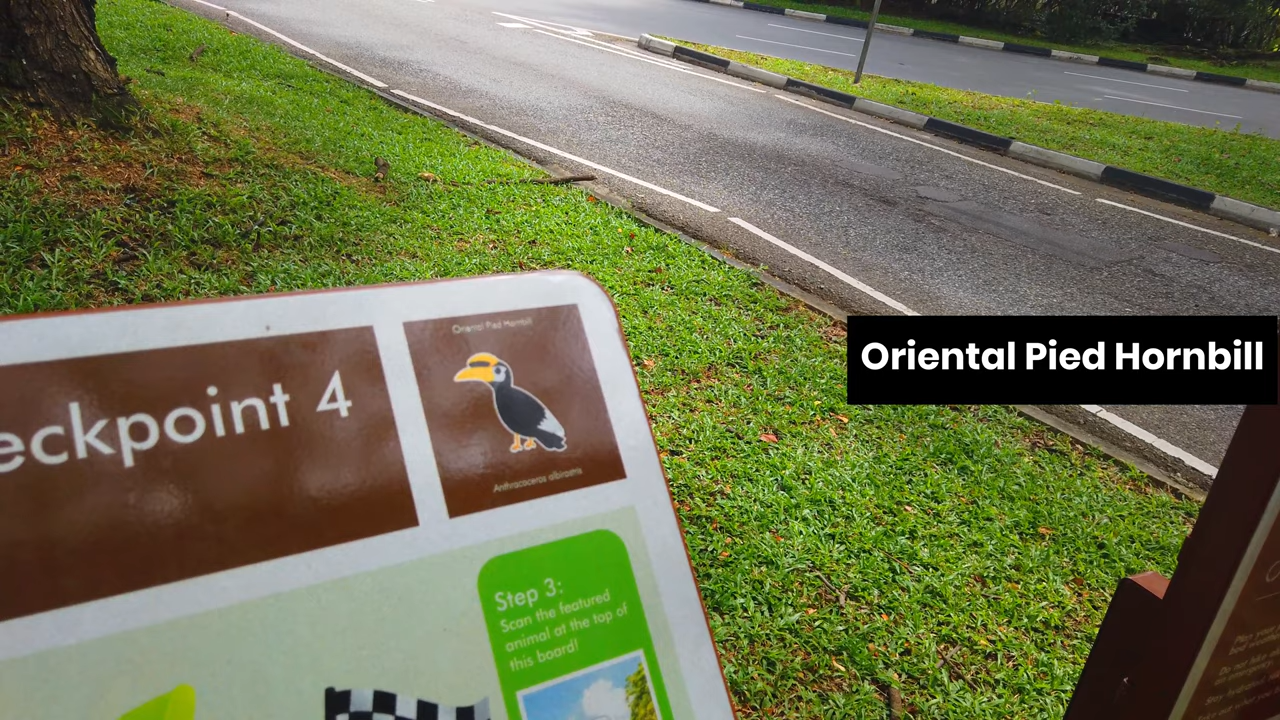 eckpoint 4
Oriental Pied Hornbill
Anthracoceros albirostris
Step 3:
Scan the featured
animal at the top of
this board!
Oriental Pied Hornbill